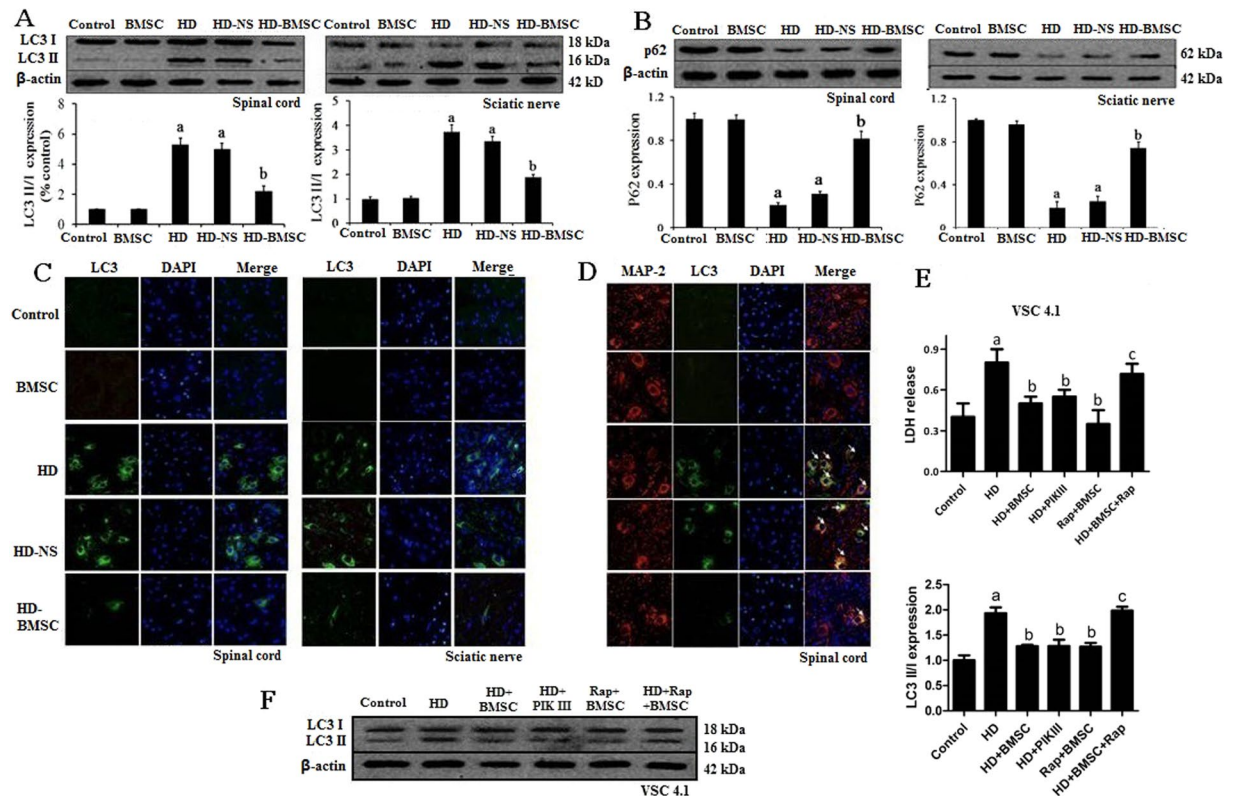 A
Control BMSC HD HD-NS HD-BMSC
LC3 I
LC3 II
β-actin
Spinal cord
Control BMSC HD HD-NS HD-BMSC
18 kDa
16 kDa
42 kD
Sciatic nerve
LC3 II/I expression
(% control)
8
6
4
2
0
a
a
b
Control BMSC HD HD-NS HD-BMSC
LC3 II/I expression
5
4
3
2
1
0
a
a
b
Control BMSC HD HD-NS HD-BMSC
B
Control BMSC HD HD-NS HD-BMSC
p62
β-actin
Spinal cord
Control BMSC HD HD-NS HD-BMSC
62 kDa
42 kDa
Sciatic nerve
P62 expression
1.2
0.8
0.4
0
a
a
b
Control BMSC HD HD-NS HD-BMSC
P62 expression
1.2
0.8
0.4
0
a
a
b
Control BMSC HD HD-NS HD-BMSC
C
LC3 DAPI Merge
LC3 DAPI Merge
Control
BMSC
HD
HD-NS
HD-
BMSC
Spinal cord
Sciatic nerve
D
MAP-2 LC3 DAPI Merge
Spinal cord
E
VSC 4.1
LDH release
0.9
0.6
0.3
0.0
a
b
b
b
c
Control
HD
HD+BMSC
HD+PIKIII
Rap+BMSC
HD+BMSC+Rap
LC3 II/I expression
2.5
2.0
1.5
1.0
0.5
0.0
a
b
b
b
c
Control
HD
HD+BMSC
HD+PIKIII
Rap+BMSC
HD+BMSC+Rap
F
Control
HD
HD+
BMSC
HD+
PIK III
Rap+
BMSC
HD+Rap
+BMSC
LC3 I
LC3 II
β-actin
18 kDa
16 kDa
42 kDa
VSC 4.1